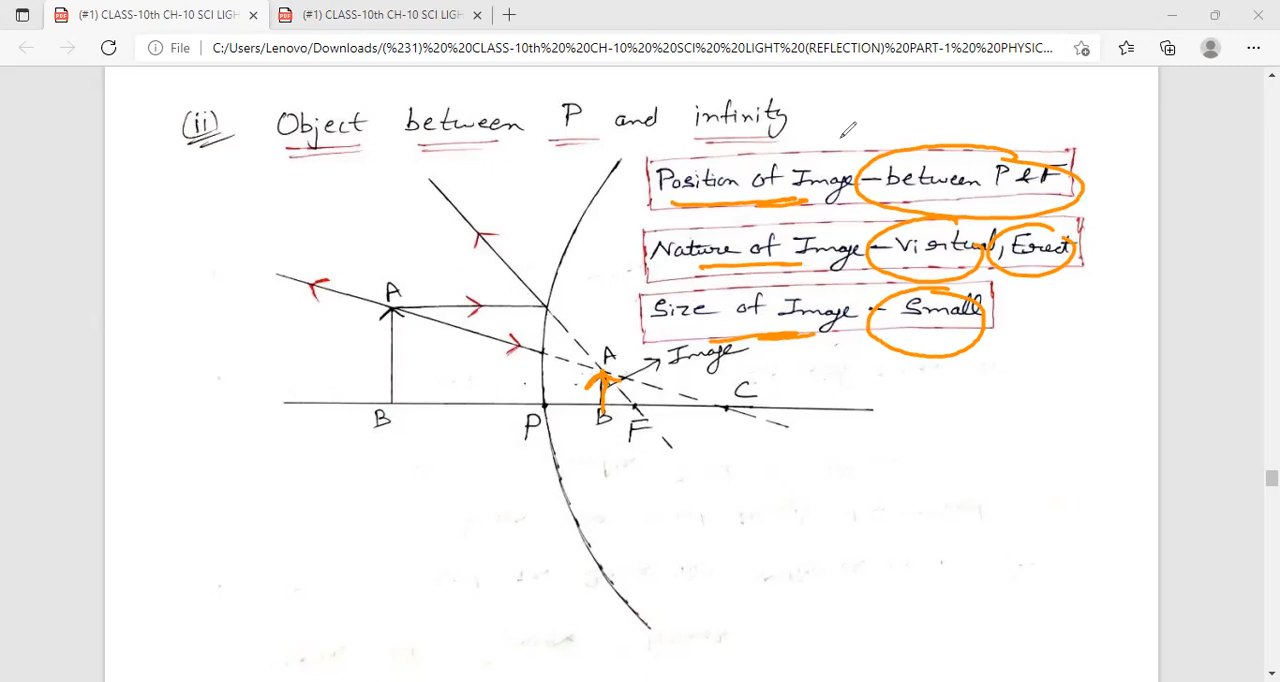 (#1) CLASS-10th CH-10 SCI LIGH
(#1) CLASS-10th CH-10 SCI LIGH
File C:/Users/Lenovo/Downloads/(%231)%20%20CLASS-10th%20%20CH-10%20%20SCI%20%20LIGHT%20(REFLECTION)%20PART-1%20%20PHYSIC...
(ii) Object between P and infinity
Position of Image - between P & F
Nature of Image - Virtual, Erect
Size of Image - Small
A
A
Image
C
B
P
B
F